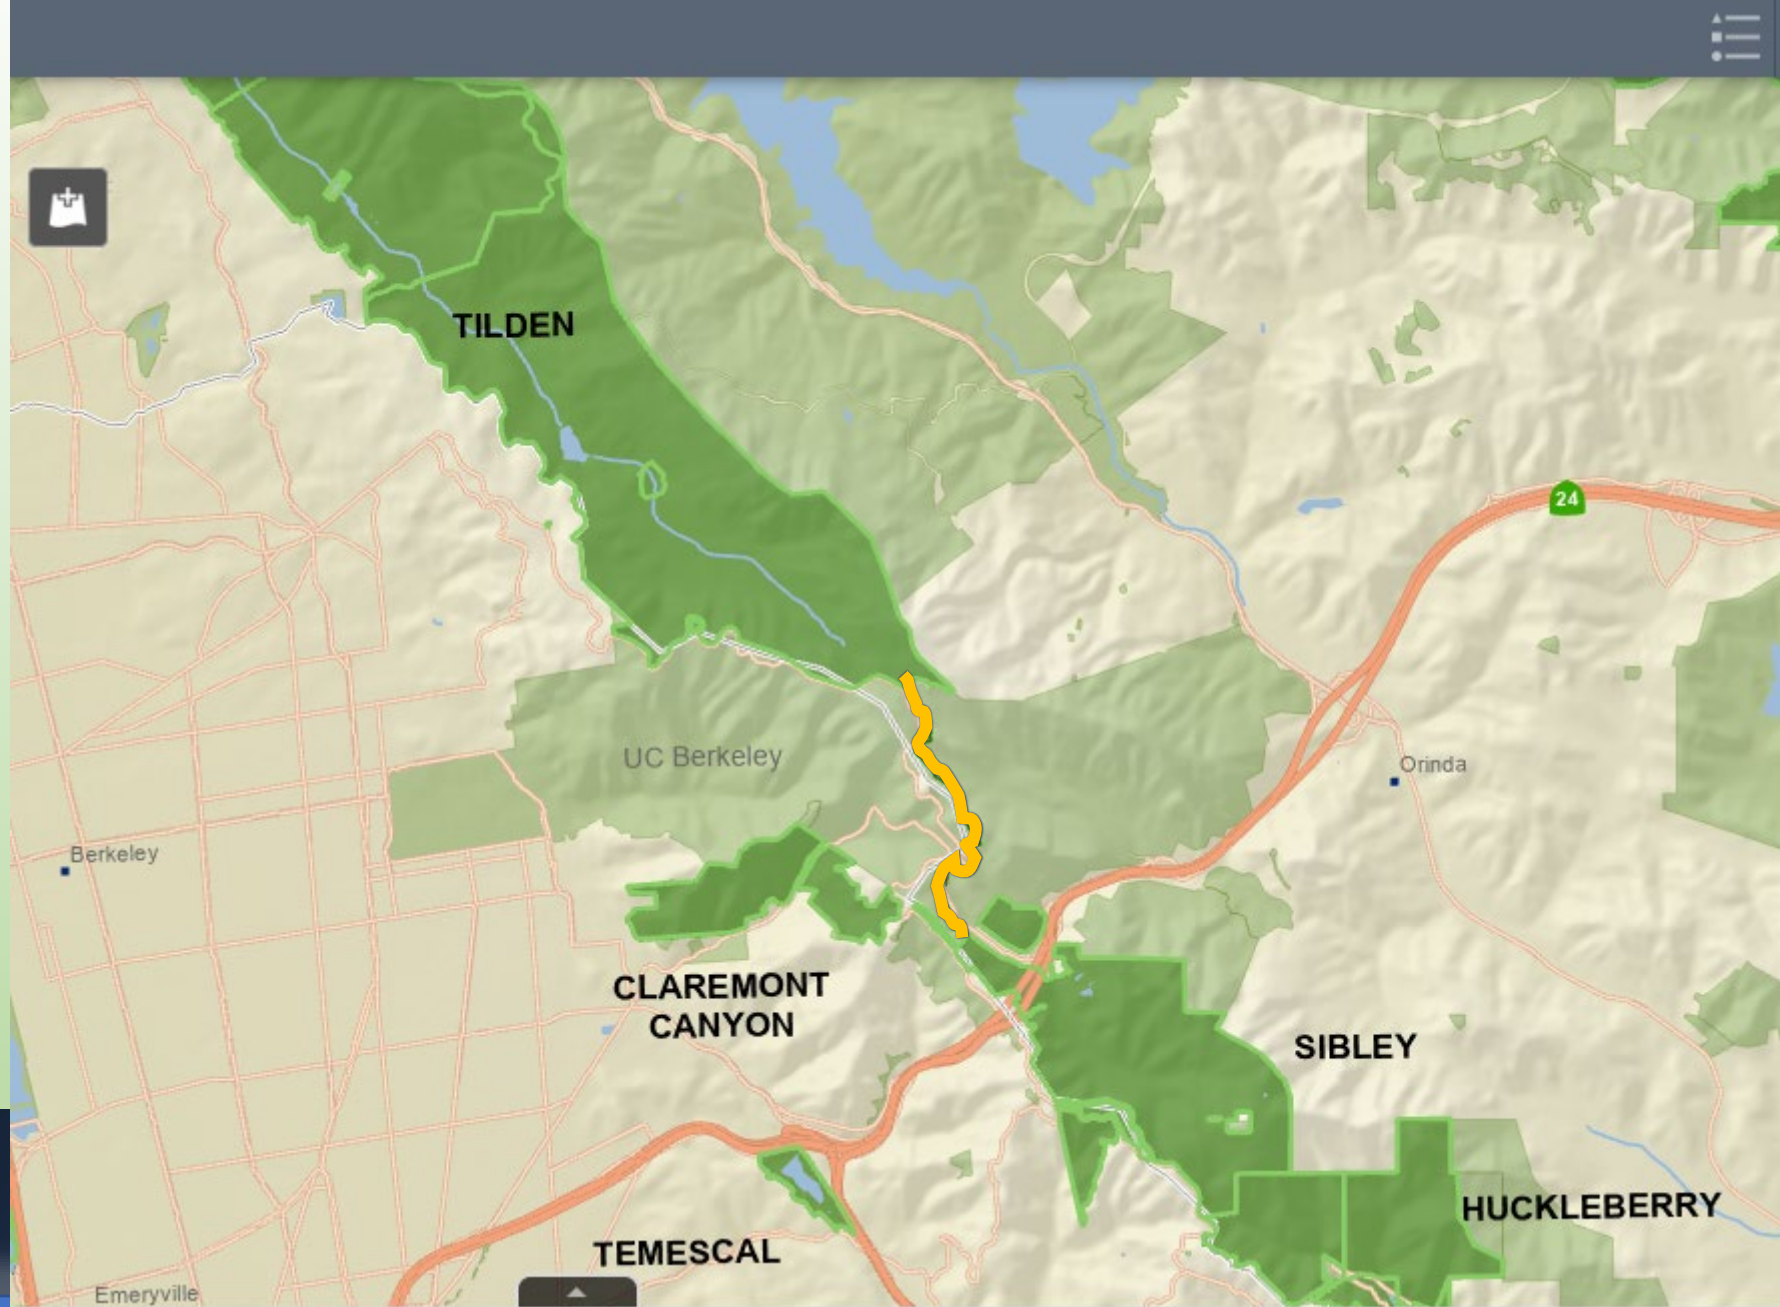 TILDEN
24
UC Berkeley
Orinda
Berkeley
CLAREMONT
CANYON
SIBLEY
HUCKLEBERRY
TEMESCAL
Emeryville